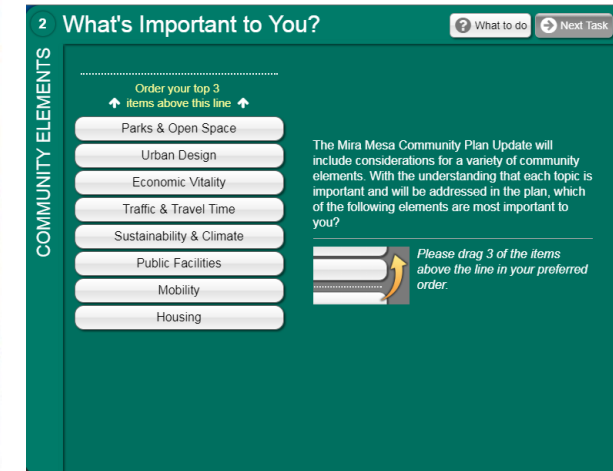 2 What's Important to You?
What to do
Next Task
COMMUNITY ELEMENTS
Order your top 3
items above this line
Parks & Open Space
Urban Design
Economic Vitality
Traffic & Travel Time
Sustainability & Climate
Public Facilities
Mobility
Housing
The Mira Mesa Community Plan Update will
include considerations for a variety of community
elements. With the understanding that each topic is
important and will be addressed in the plan, which
of the following elements are most important to
you?
Please drag 3 of the items
above the line in your preferred
order.